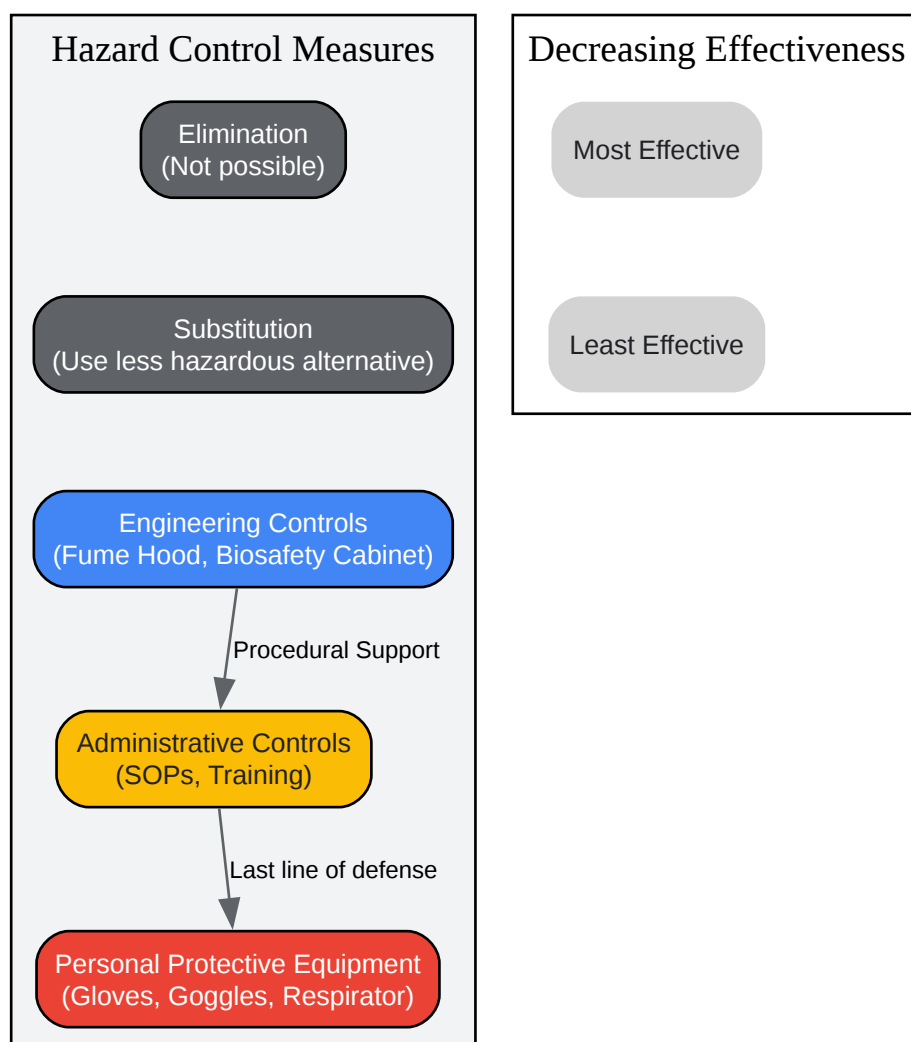 Hazard Control Measures
Elimination
(Not possible)
Substitution
(Use less hazardous alternative)
Engineering Controls
(Fume Hood, Biosafety Cabinet)
Procedural Support
Administrative Controls
(SOPs, Training)
Last line of defense
Personal Protective Equipment
(Gloves, Goggles, Respirator)
Decreasing Effectiveness
Most Effective
Least Effective